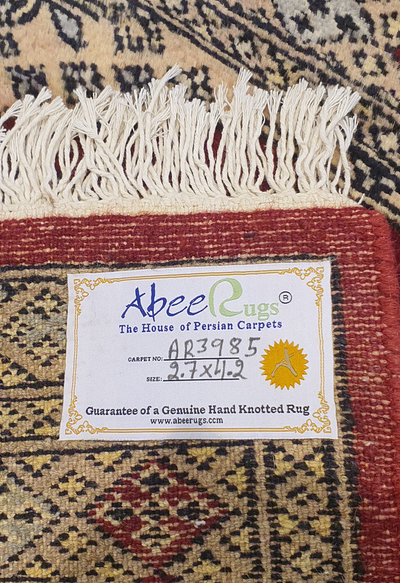 AbeeRugs®
The House of Persian Carpets
CARPET NO: AR3985
SIZE: 2.7x4.2
Guarantee of a Genuine Hand Knotted Rug
www.abeerugs.com